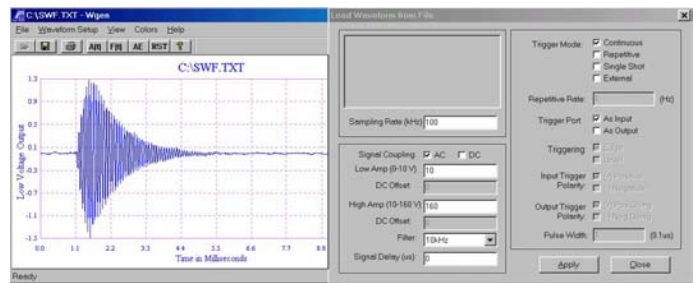 C:\SWF.TXT - Wgen
File Waveform Setup View Colors Help
A(t) F(f) AE RST ?
C:\SWF.TXT
Low Voltage Output
1.3
0.9
0.5
0.1
-0.3
-0.7
-1.1
-1.5
0.0 1.1 2.2 3.3 4.4 5.5 6.6 7.7 8.8
Time in Milliseconds
Ready
Load Waveform from File
Sampling Rate (kHz) 100
Signal Coupling: AC DC
Low Amp (0-10 V) 10
DC Offset
High Amp (10-160 V) 160
DC Offset
Filter: 10kHz
Signal Delay (us) 0
Trigger Mode: Continuous
Repetitive
Single Shot
External
Repetitive Rate: (Hz)
Trigger Port As Input
As Output
Triggering
Input Trigger
Polarity:
Output Trigger
Polarity:
Pulse Width: (0.1us)
Apply Close